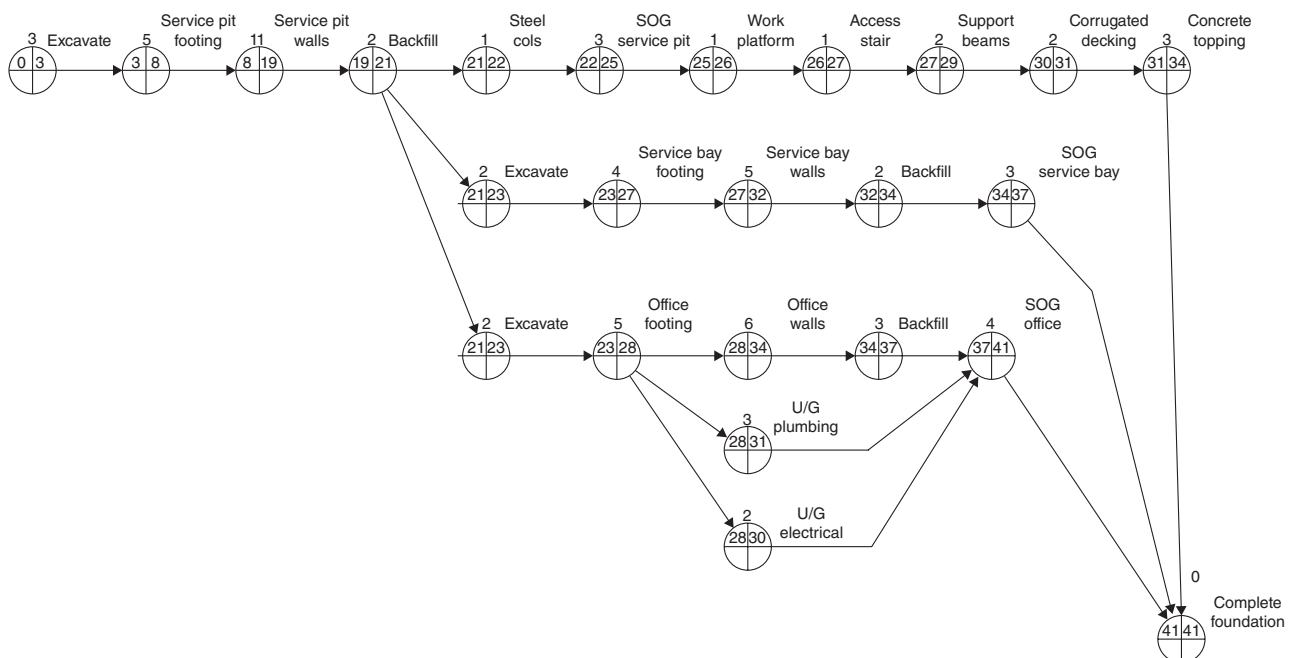 3 Excavate
0 3
5 Service pit footing
3 8
11 Service pit walls
8 19
2 Backfill
19 21
1 Steel cols
21 22
3 SOG service pit
22 25
1 Work platform
25 26
1 Access stair
26 27
2 Support beams
27 29
2 Corrugated decking
30 31
3 Concrete topping
31 34
2 Excavate
21 23
4 Service bay footing
23 27
5 Service bay walls
27 32
2 Backfill
32 34
3 SOG service bay
34 37
2 Excavate
21 23
5 Office footing
23 28
6 Office walls
28 34
3 Backfill
34 37
4 SOG office
37 41
3 U/G plumbing
28 31
2 U/G electrical
28 30
0 Complete foundation
41 41